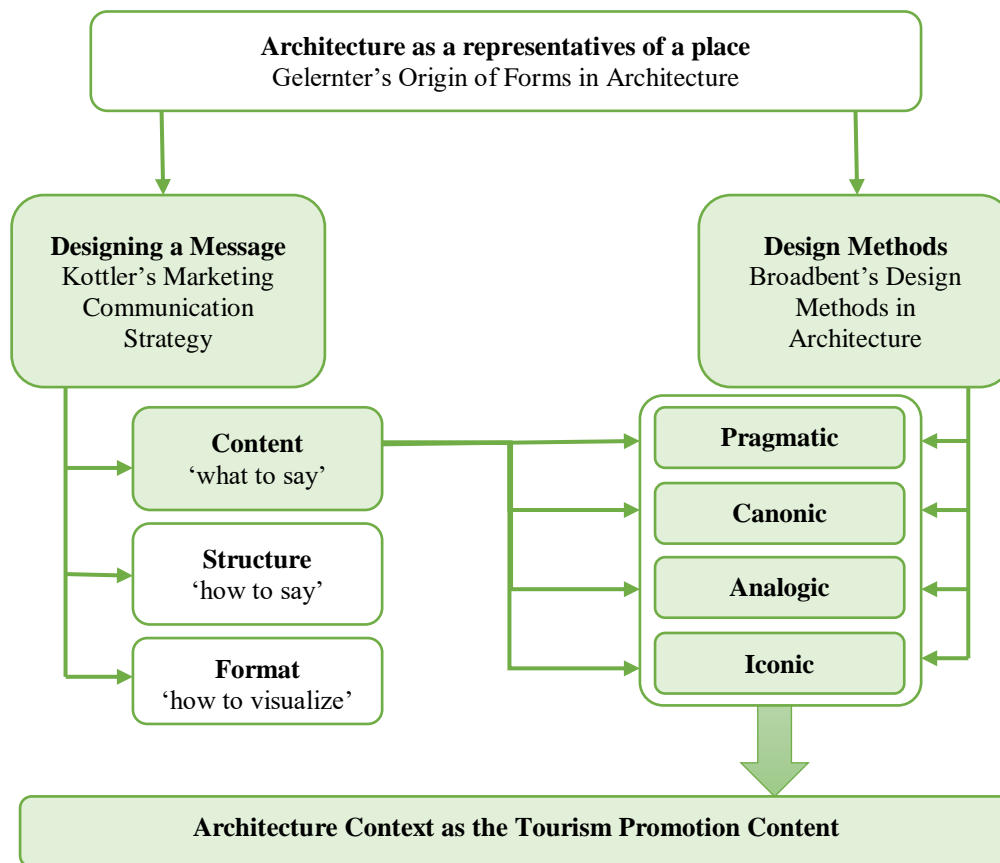 Architecture as a representatives of a place
Gelernter’s Origin of Forms in Architecture
Designing a Message
Kottler’s Marketing
Communication
Strategy
Design Methods
Broadbent’s Design
Methods in
Architecture
Content
‘what to say’
Structure
‘how to say’
Format
‘how to visualize’
Pragmatic
Canonic
Analogic
Iconic
Architecture Context as the Tourism Promotion Content